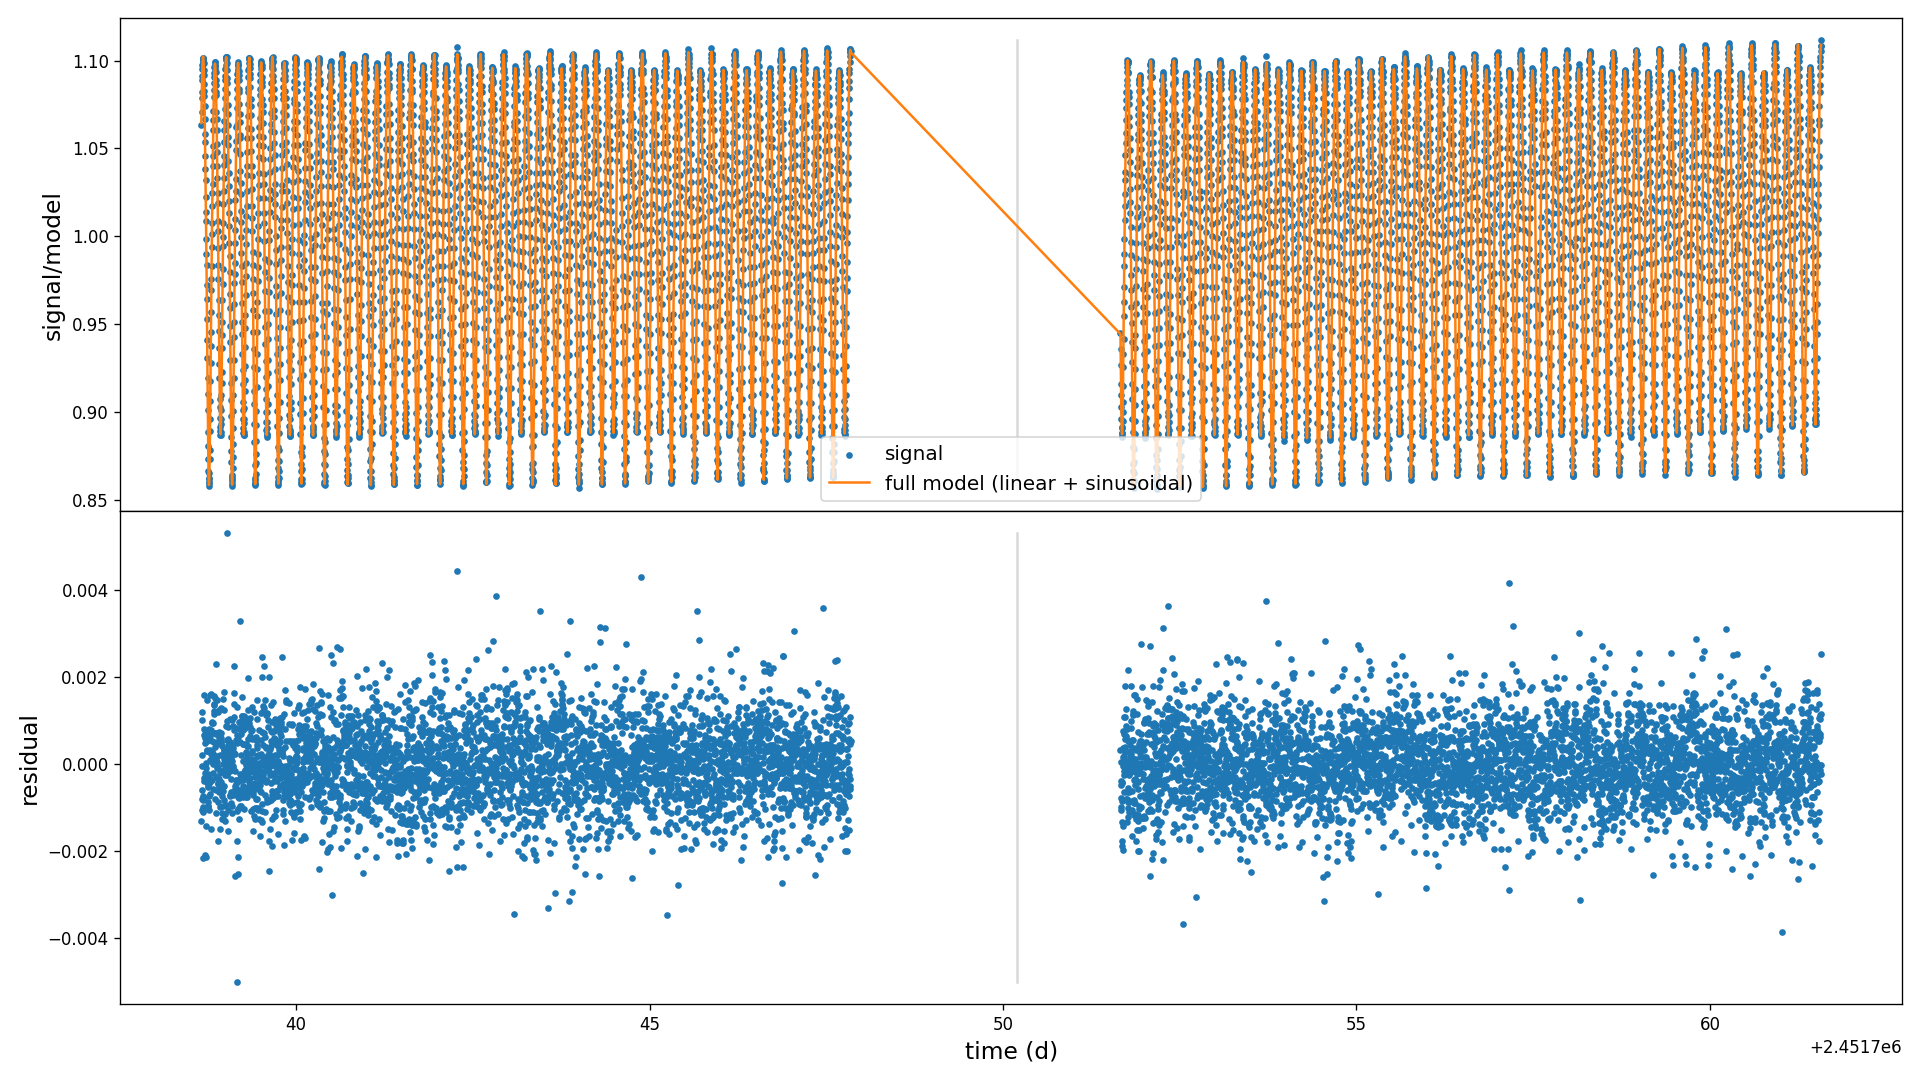 1.10
1.05
1.00
0.95
0.90
0.85
signal/model
signal
full model (linear + sinusoidal)
0.004
0.002
0.000
−0.002
−0.004
residual
40
45
50
55
60
time (d)
+2.4517e6